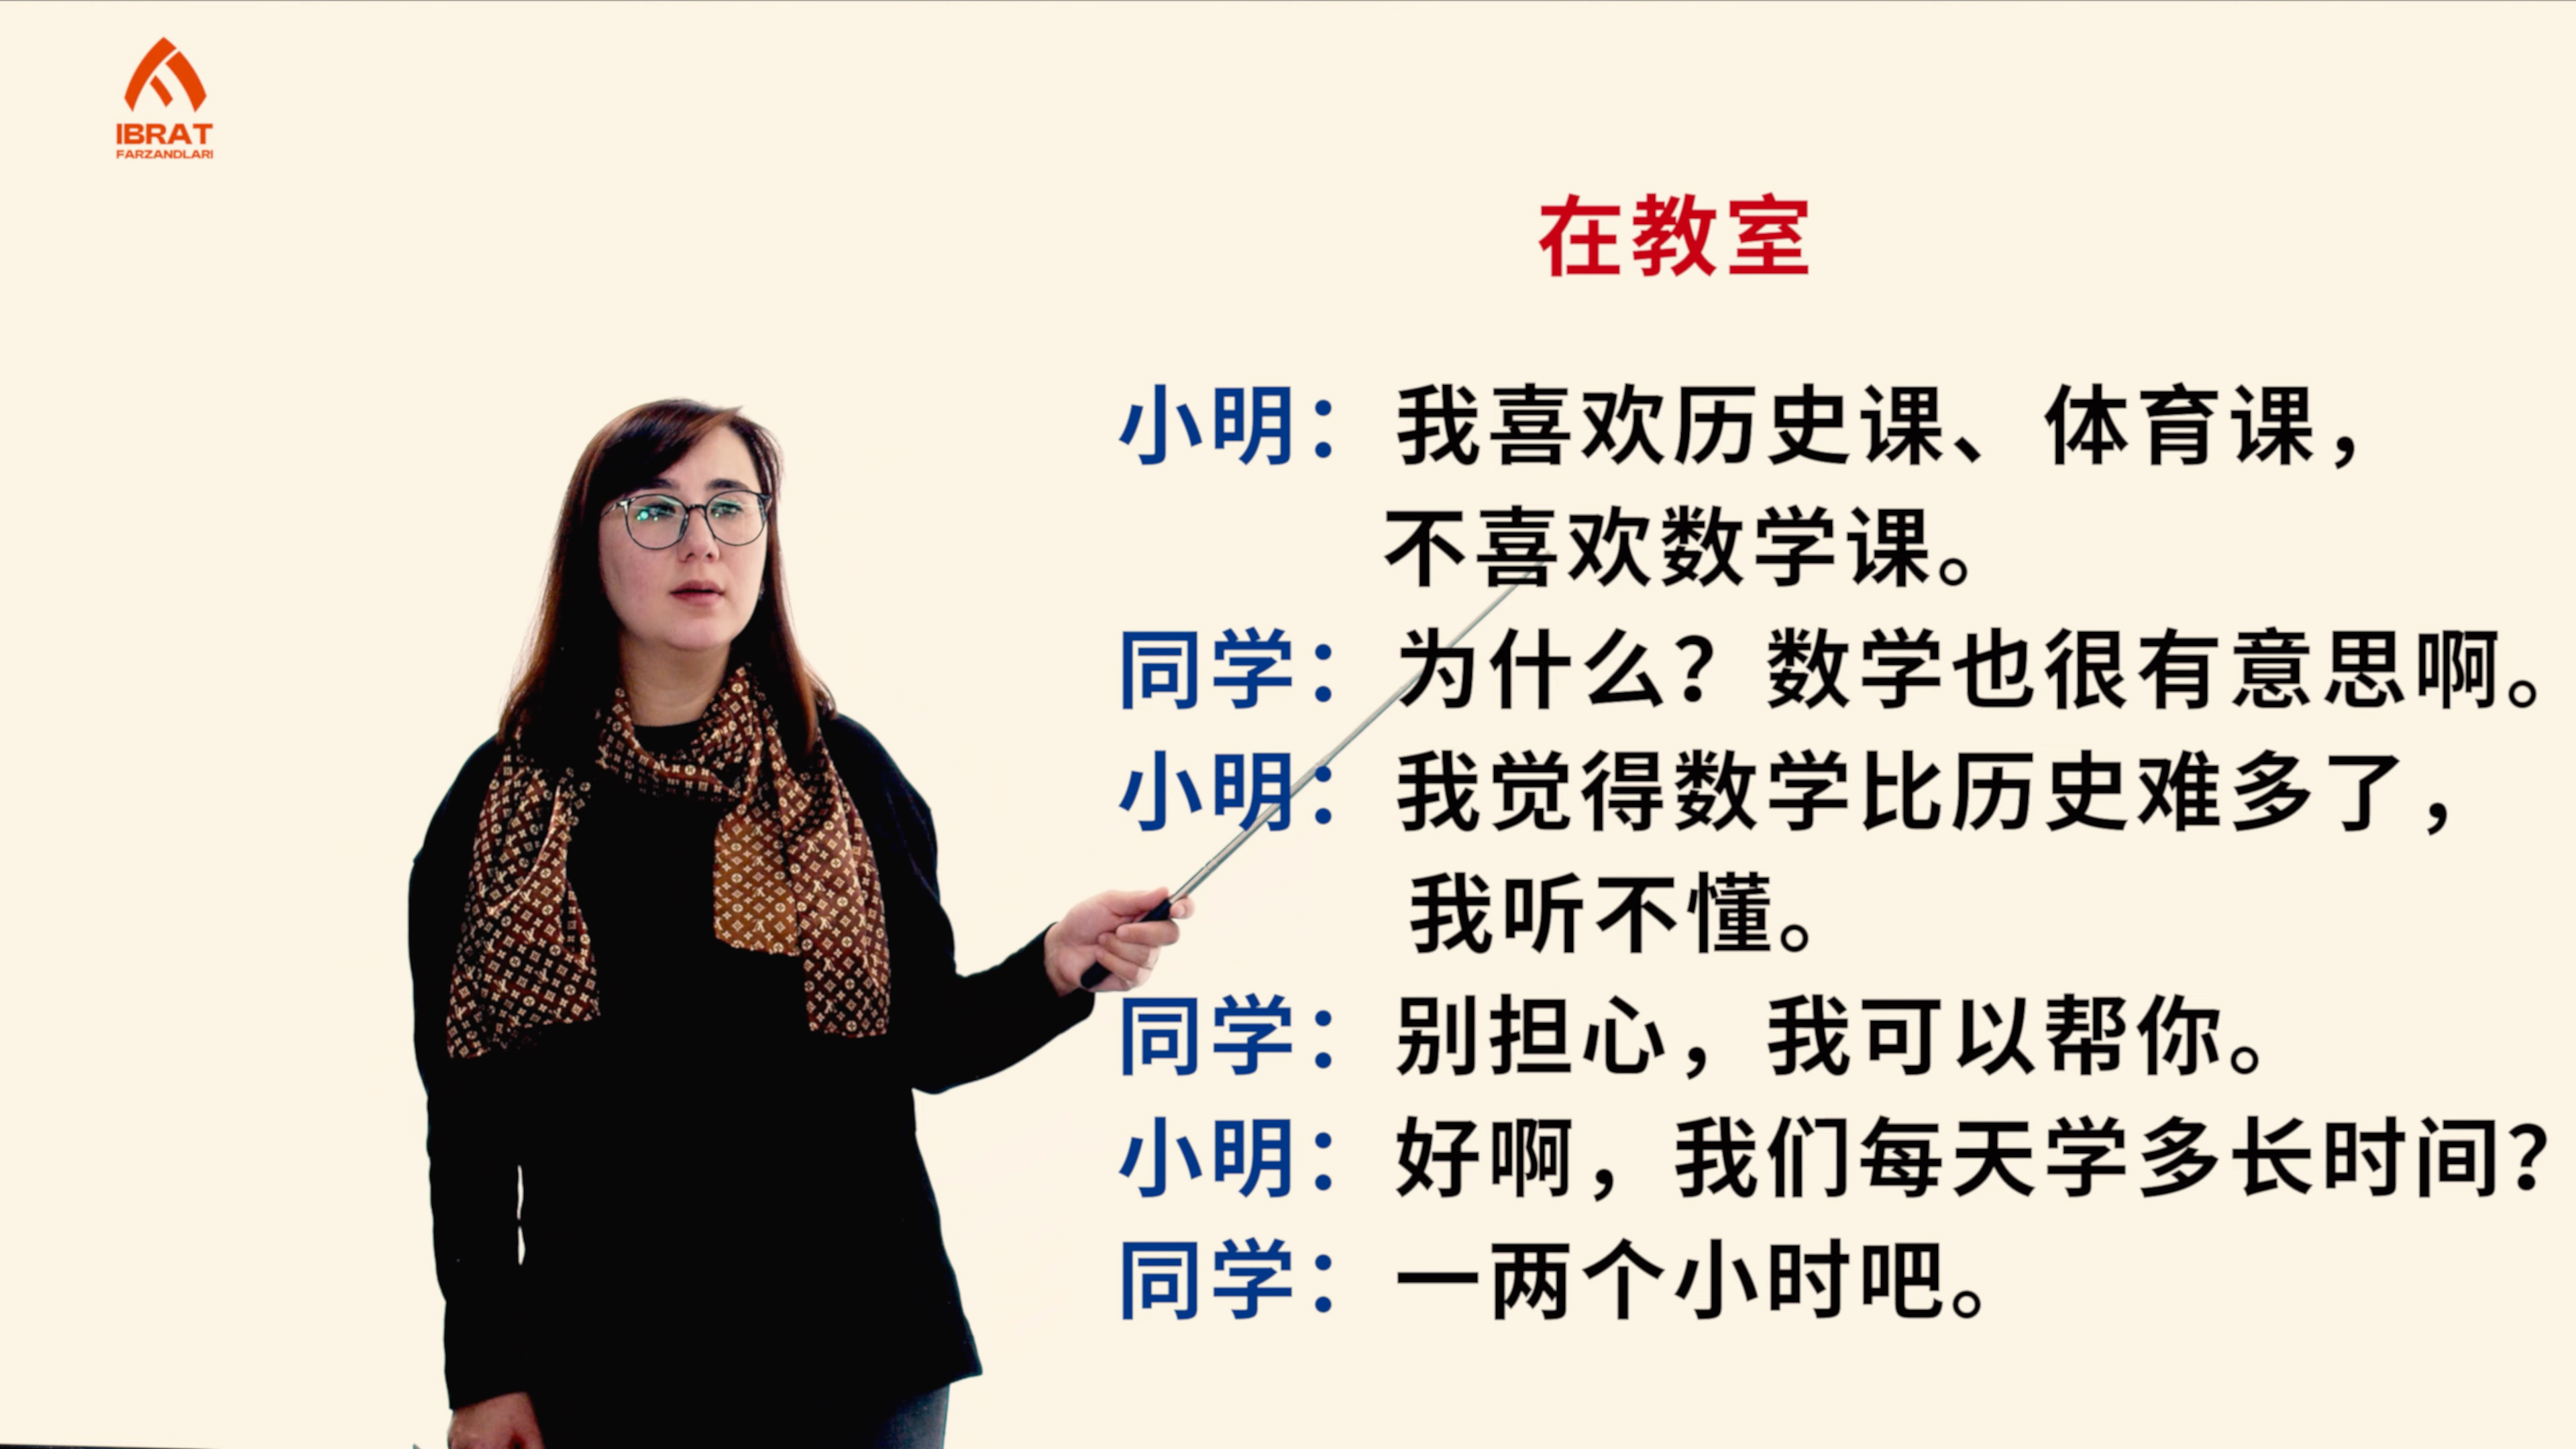 IBRAT
FARZANDLARI
在教室
小明：我喜欢历史课、体育课，
不喜欢数学课。
同学：为什么？数学也很有意思啊。
小明：我觉得数学比历史难多了，
我听不懂。
同学：别担心，我可以帮你。
小明：好啊，我们每天学多长时间？
同学：一两个小时吧。